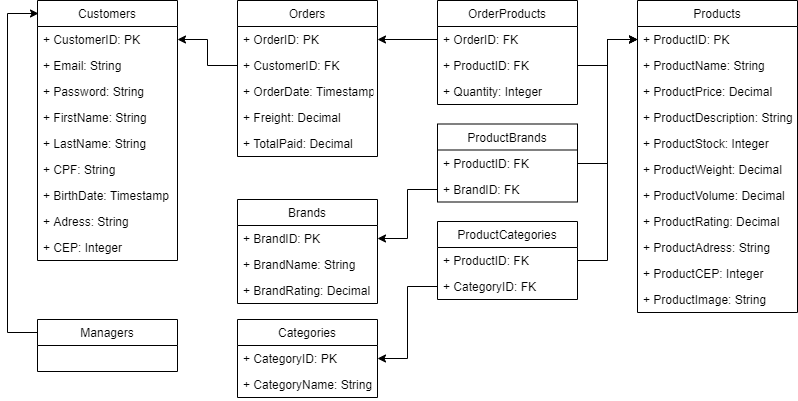 Customers
+ CustomerID: PK
+ Email: String
+ Password: String
+ FirstName: String
+ LastName: String
+ CPF: String
+ BirthDate: Timestamp
+ Adress: String
+ CEP: Integer
Managers
Orders
+ OrderID: PK
+ CustomerID: FK
+ OrderDate: Timestamp
+ Freight: Decimal
+ TotalPaid: Decimal
Brands
+ BrandID: PK
+ BrandName: String
+ BrandRating: Decimal
Categories
+ CategoryID: PK
+ CategoryName: String
OrderProducts
+ OrderID: FK
+ ProductID: FK
+ Quantity: Integer
ProductBrands
+ ProductID: FK
+ BrandID: FK
ProductCategories
+ ProductID: FK
+ CategoryID: FK
Products
+ ProductID: PK
+ ProductName: String
+ ProductPrice: Decimal
+ ProductDescription: String
+ ProductStock: Integer
+ ProductWeight: Decimal
+ ProductVolume: Decimal
+ ProductRating: Decimal
+ ProductAdress: String
+ ProductCEP: Integer
+ ProductImage: String